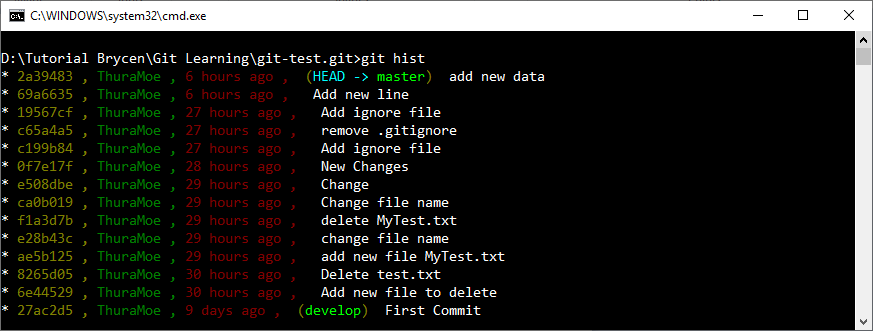 C:\WINDOWS\system32\cmd.exe
D:\Tutorial Brycen\Git Learning\git-test.git>git hist
* 2a39483 , ThuraMoe , 6 hours ago ,  (HEAD -> master)  add new data
* 69a6635 , ThuraMoe , 6 hours ago ,   Add new line
* 19567cf , ThuraMoe , 27 hours ago ,   Add ignore file
* c65a4a5 , ThuraMoe , 27 hours ago ,   remove .gitignore
* c199b84 , ThuraMoe , 27 hours ago ,   Add ignore file
* 0f7e17f , ThuraMoe , 28 hours ago ,   New Changes
* e508dbe , ThuraMoe , 29 hours ago ,   Change
* ca0b019 , ThuraMoe , 29 hours ago ,   Change file name
* f1a3d7b , ThuraMoe , 29 hours ago ,   delete MyTest.txt
* e28b43c , ThuraMoe , 29 hours ago ,   change file name
* ae5b125 , ThuraMoe , 29 hours ago ,   add new file MyTest.txt
* 8265d05 , ThuraMoe , 30 hours ago ,   Delete test.txt
* 6e44529 , ThuraMoe , 30 hours ago ,   Add new file to delete
* 27ac2d5 , ThuraMoe , 9 days ago ,  (develop)  First Commit